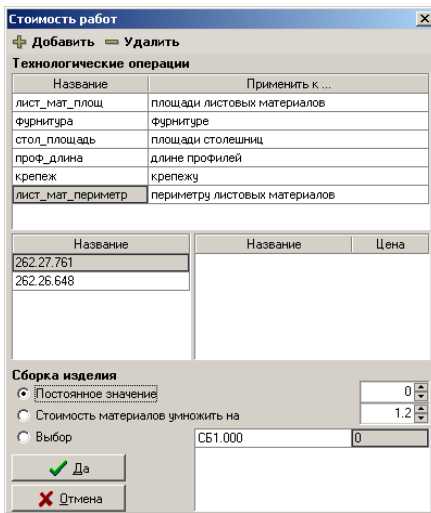 Стоимость работ
Добавить Удалить
Технологические операции
Название Применить к ...
лист_мат_площ площади листовых материалов
фурнитура фурнитуре
стол_площадь площади столешниц
проф_длина длине профилей
крепеж крепежу
лист_мат_периметр периметру листовых материалов
Название Название Цена
262.27.761
262.26.648
Сборка изделия
Постоянное значение 0
Стоимость материалов умножить на 1.2
Выбор СБ1.000 0
Да
Отмена